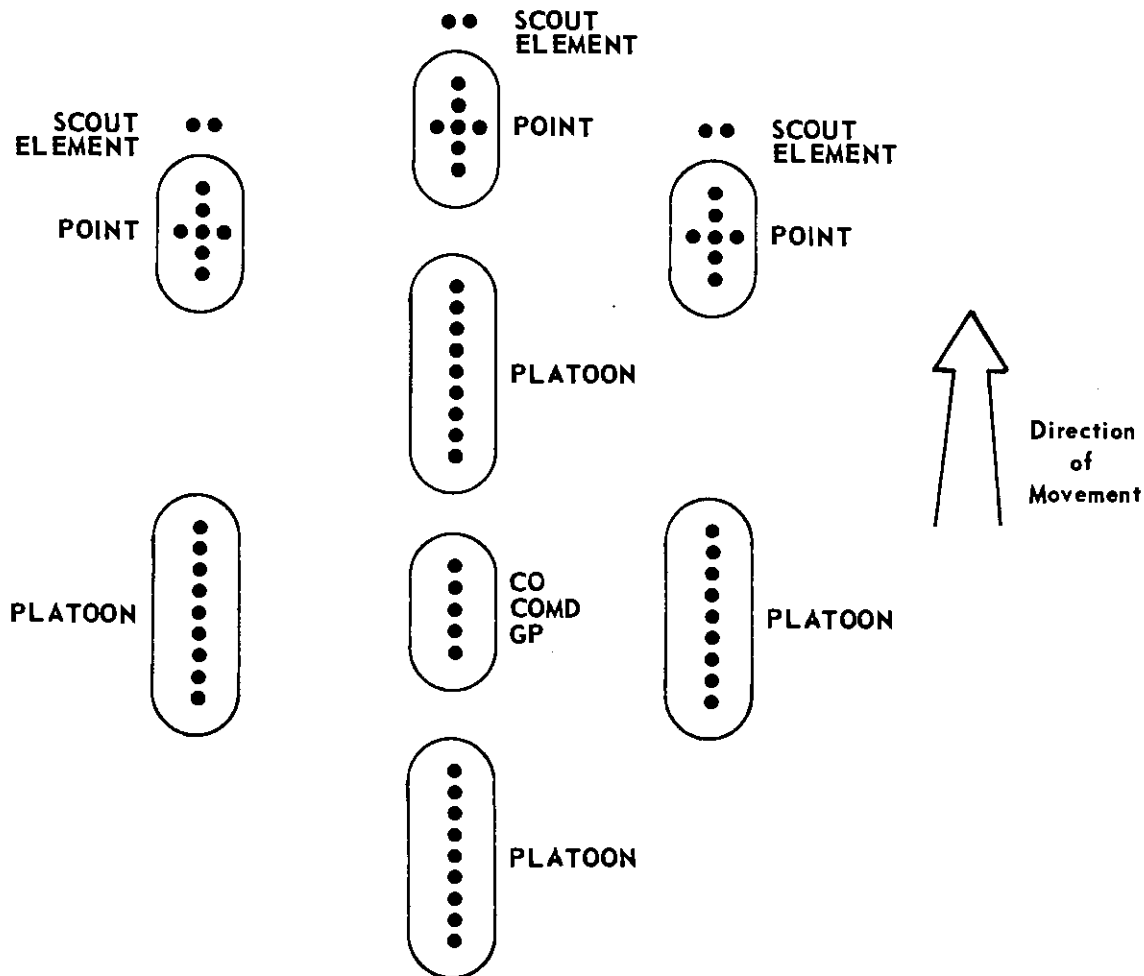 SCOUT
ELEMENT
POINT
SCOUT
ELEMENT
POINT
SCOUT
ELEMENT
POINT
PLATOON
Direction
of
Movement
PLATOON
CO
COMD
GP
PLATOON
PLATOON